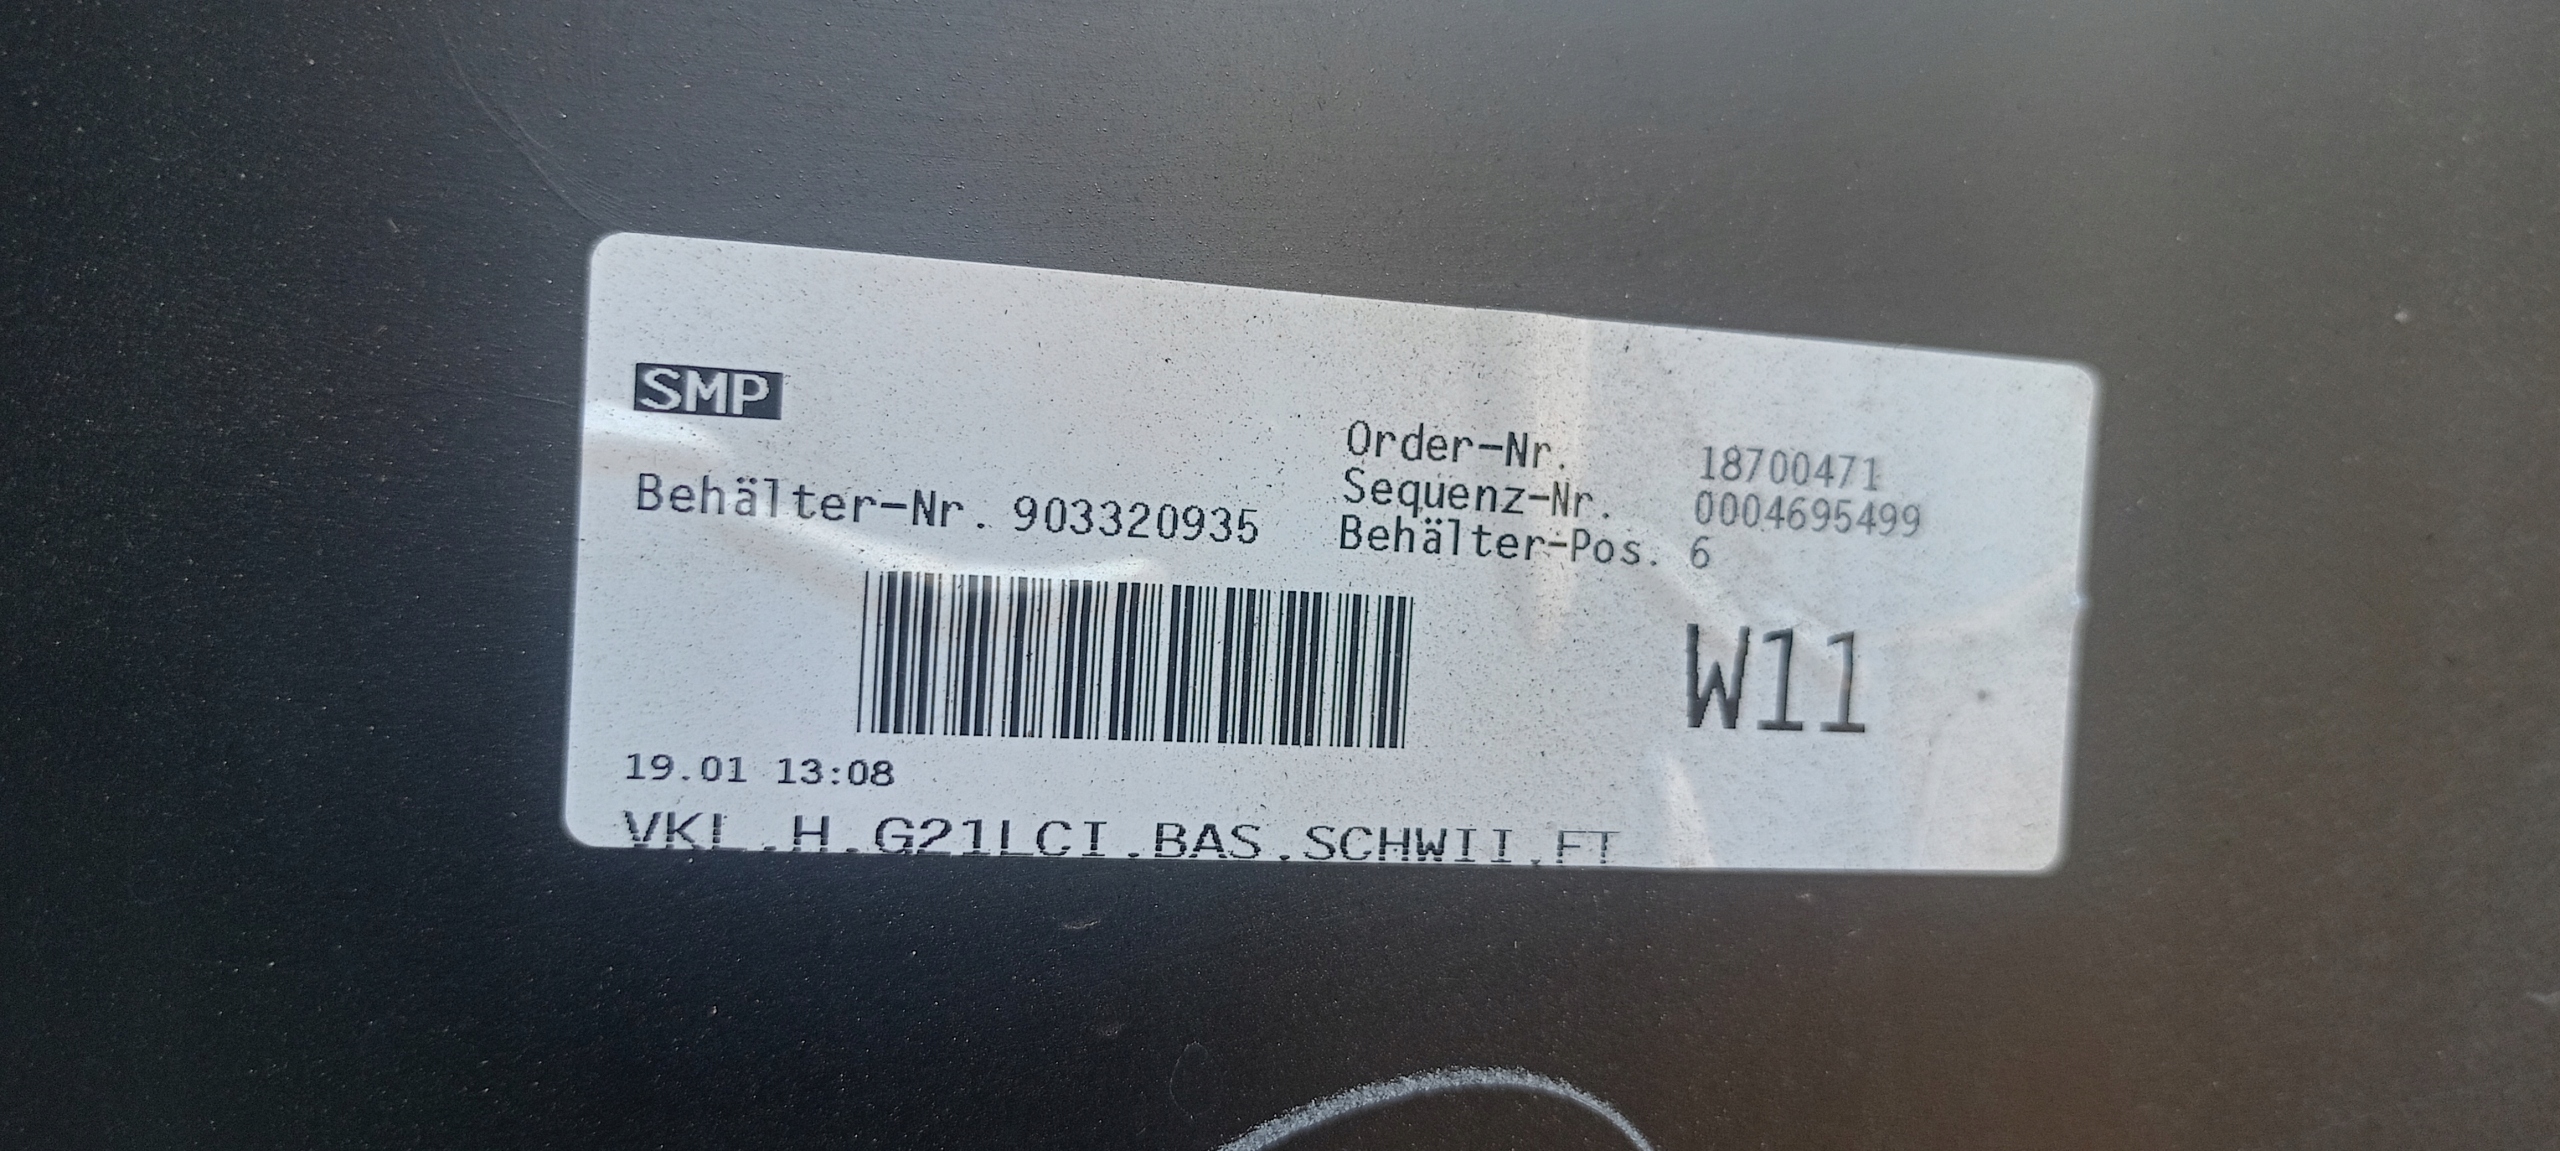 SMP
Behälter-Nr. 903320935
Order-Nr. 18700471
Sequenz-Nr. 0004695499
Behälter-Pos. 6
W11
19.01 13:08
VKL.H.G21LCI.BAS.SCHWII.FT